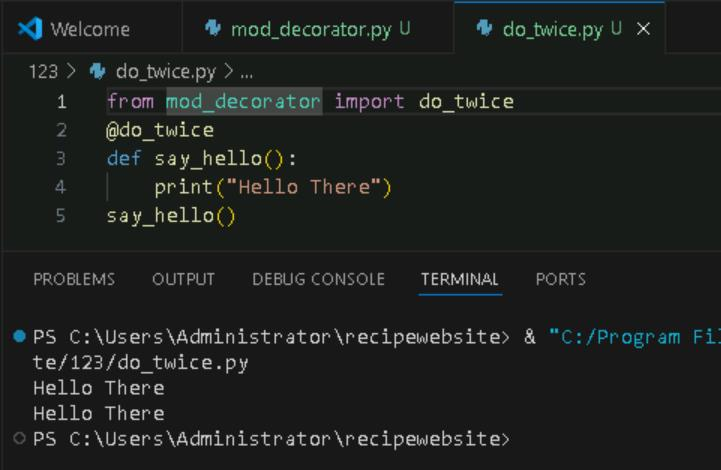 Welcome mod_decorator.py U do_twice.py U ×
123 > do_twice.py > ...
1 from mod_decorator import do_twice
2 @do_twice
3 def say_hello():
4     print("Hello There")
5 say_hello()
PROBLEMS OUTPUT DEBUG CONSOLE TERMINAL PORTS
PS C:\Users\Administrator\recipewebsite> & "C:/Program Fil
te/123/do_twice.py
Hello There
Hello There
PS C:\Users\Administrator\recipewebsite>